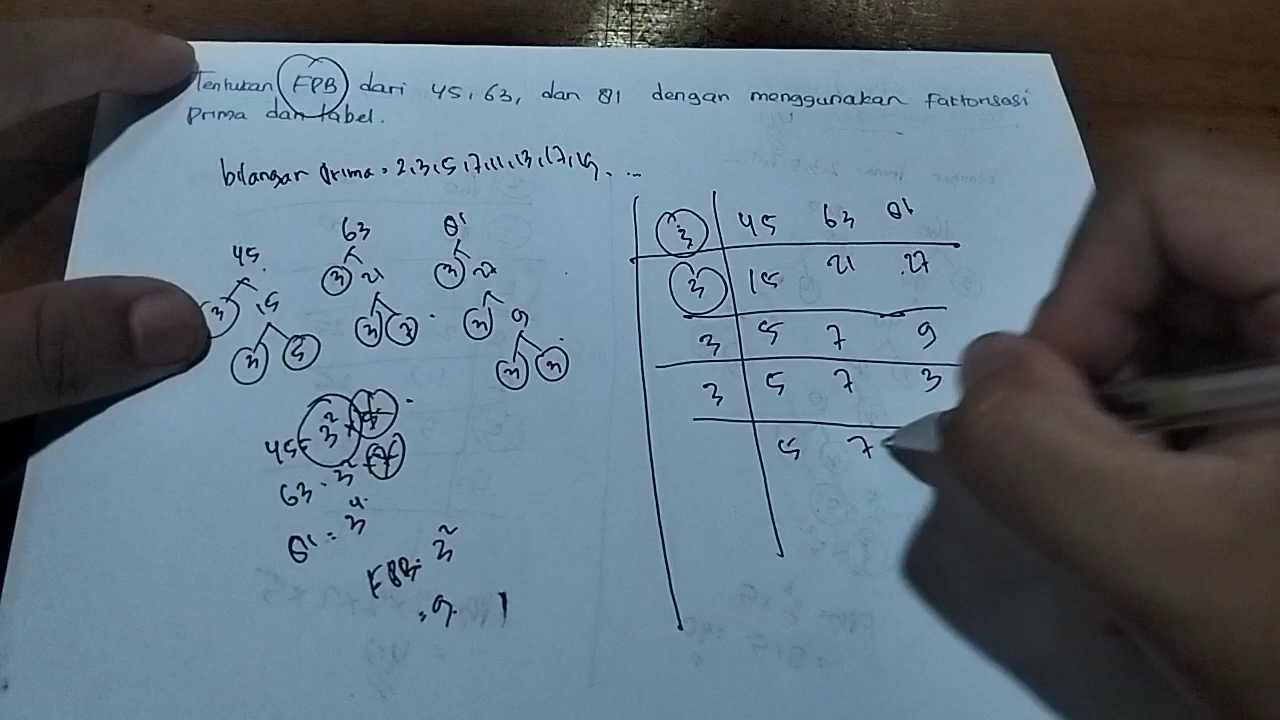 Tentukan FPB dari 45, 63, dan 81 dengan menggunakan faktorisasi
prima dan tabel.
bilangan prima = 2,3,5,7,11,13,17,19, ...
45 63 81
3 15 3 21 3 27
3 5 3 7 3 9
3 3
45 = 3² × 5
63 = 3² × 7
81 = 3⁴
FPB = 3²
= 9
3 45 63 81
3 15 21 27
3 5 7 9
3 5 7 3
5 7